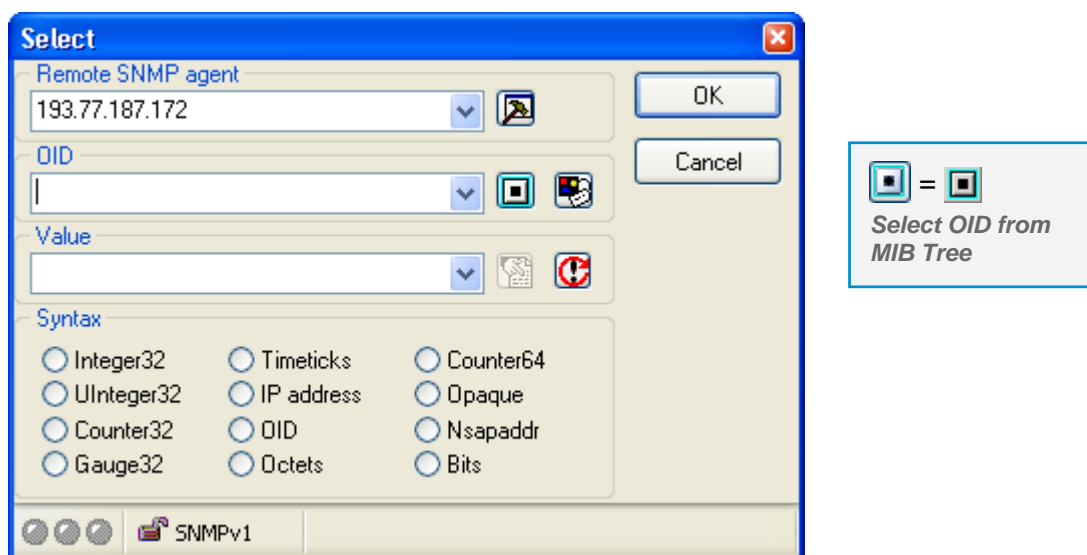 Select
Remote SNMP agent
193.77.187.172
OK
OID
Cancel
Value
Syntax
Integer32
Timeticks
Counter64
UInteger32
IP address
Opaque
Counter32
OID
Nsapaddr
Gauge32
Octets
Bits
SNMPv1
=
Select OID from
MIB Tree